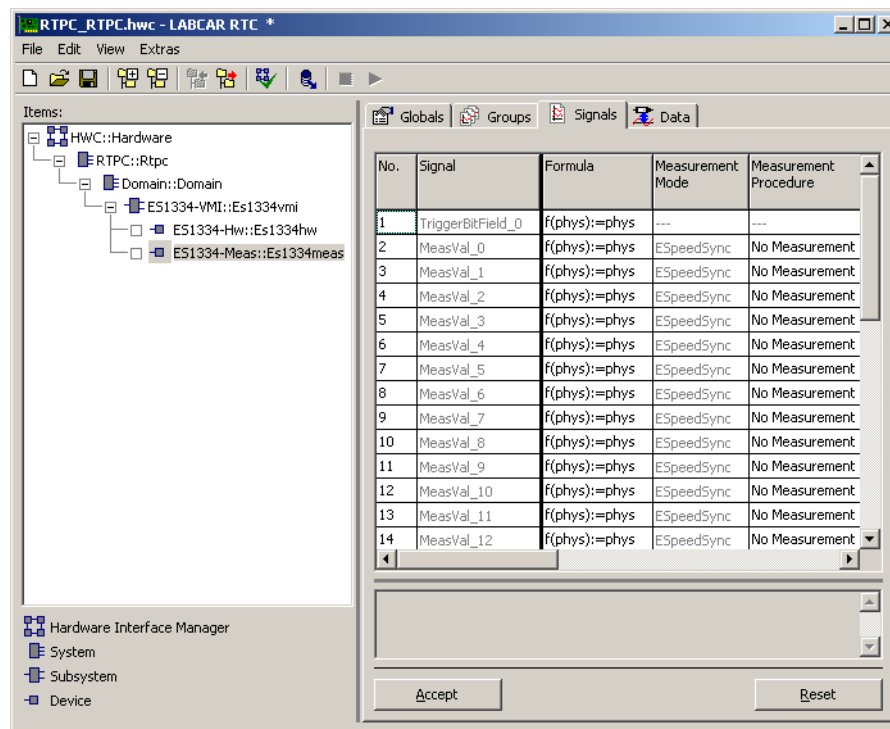 RTPC_RTPC.hwc - LABCAR RTC *
File Edit View Extras
Items:
HWC::Hardware
RTPC::Rtpc
Domain::Domain
ES1334-VMI::Es1334vmi
ES1334-Hw::Es1334hw
ES1334-Meas::Es1334meas
Hardware Interface Manager
System
Subsystem
Device
Globals Groups Signals Data
No. Signal Formula Measurement Mode Measurement Procedure
1 TriggerBitField_0 f(phys):=phys --- ---
2 MeasVal_0 f(phys):=phys ESpeedSync No Measurement
3 MeasVal_1 f(phys):=phys ESpeedSync No Measurement
4 MeasVal_2 f(phys):=phys ESpeedSync No Measurement
5 MeasVal_3 f(phys):=phys ESpeedSync No Measurement
6 MeasVal_4 f(phys):=phys ESpeedSync No Measurement
7 MeasVal_5 f(phys):=phys ESpeedSync No Measurement
8 MeasVal_6 f(phys):=phys ESpeedSync No Measurement
9 MeasVal_7 f(phys):=phys ESpeedSync No Measurement
10 MeasVal_8 f(phys):=phys ESpeedSync No Measurement
11 MeasVal_9 f(phys):=phys ESpeedSync No Measurement
12 MeasVal_10 f(phys):=phys ESpeedSync No Measurement
13 MeasVal_11 f(phys):=phys ESpeedSync No Measurement
14 MeasVal_12 f(phys):=phys ESpeedSync No Measurement
Accept Reset